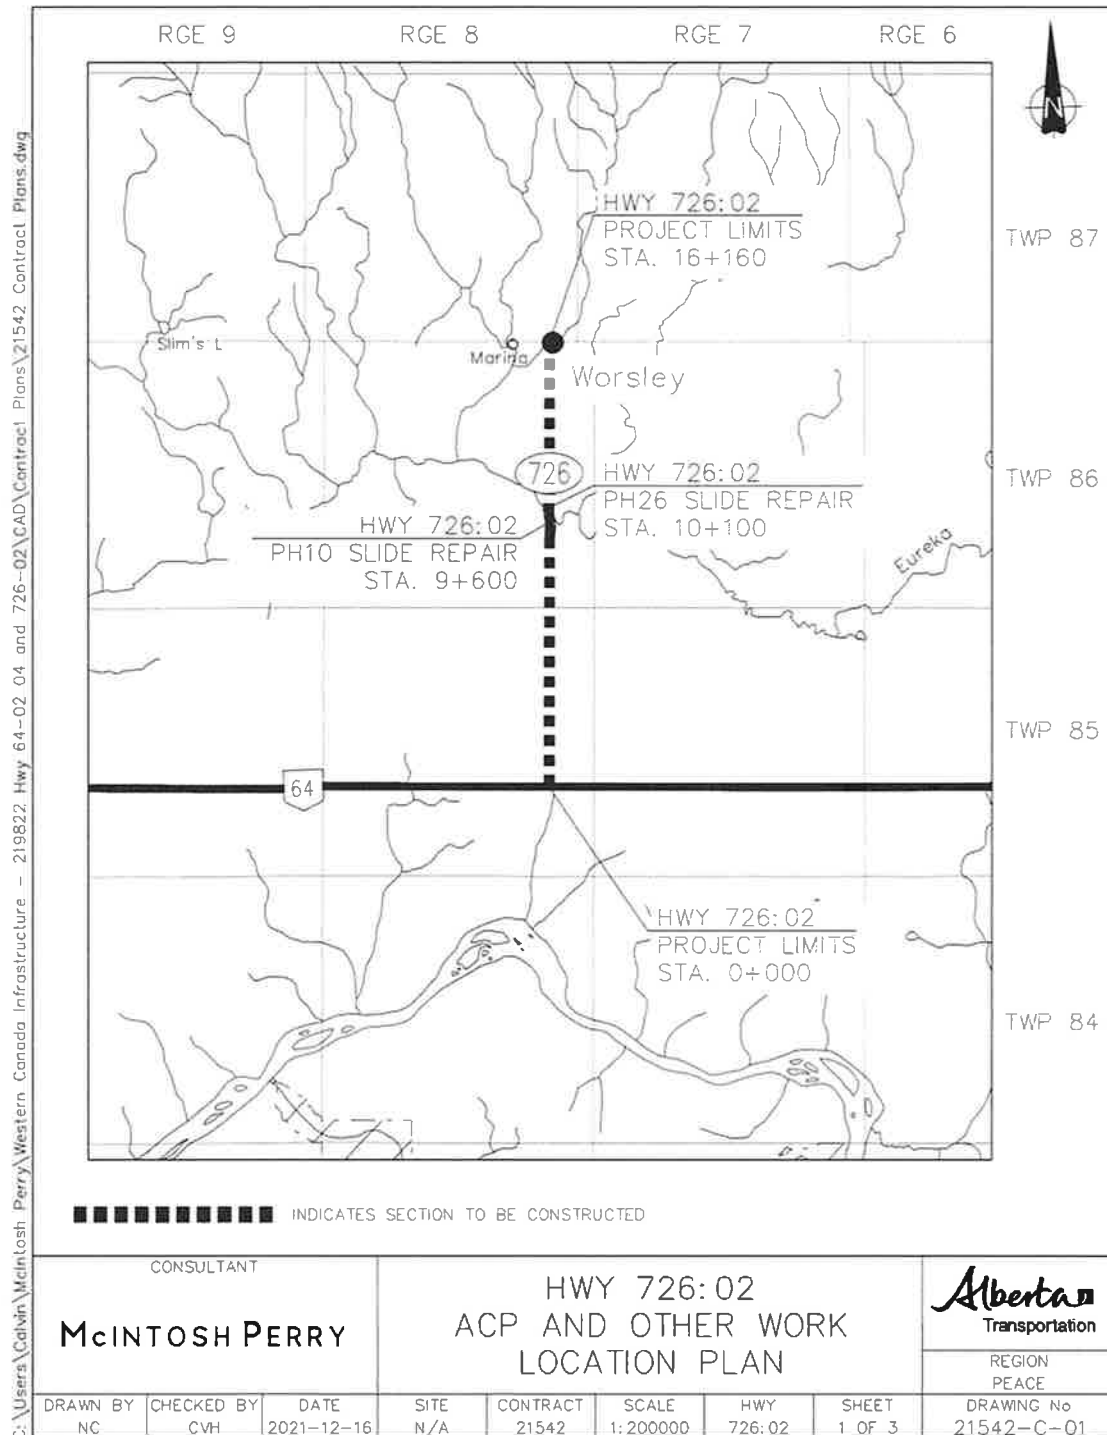 RGE 9
RGE 8
RGE 7
RGE 6
N
HWY 726:02
PROJECT LIMITS
STA. 16+160
TWP 87
Slim's L
Marina
Worsley
726
HWY 726:02
PH26 SLIDE REPAIR
STA. 10+100
TWP 86
HWY 726:02
PH10 SLIDE REPAIR
STA. 9+600
Eureka
TWP 85
64
HWY 726:02
PROJECT LIMITS
STA. 0+000
TWP 84
INDICATES SECTION TO BE CONSTRUCTED
C:\Users\Calvin\McIntosh Perry\Western Canada Infrastructure - 219822 Hwy 64-02 04 and 726-02\CAD\Contract Plans\21542 Contract Plans.dwg
CONSULTANT
McINTOSH PERRY
HWY 726:02
ACP AND OTHER WORK
LOCATION PLAN
Alberta
Transportation
REGION
PEACE
DRAWN BY
NC
CHECKED BY
CVH
DATE
2021-12-16
SITE
N/A
CONTRACT
21542
SCALE
1:200000
HWY
726:02
SHEET
1 OF 3
DRAWING No
21542-C-01